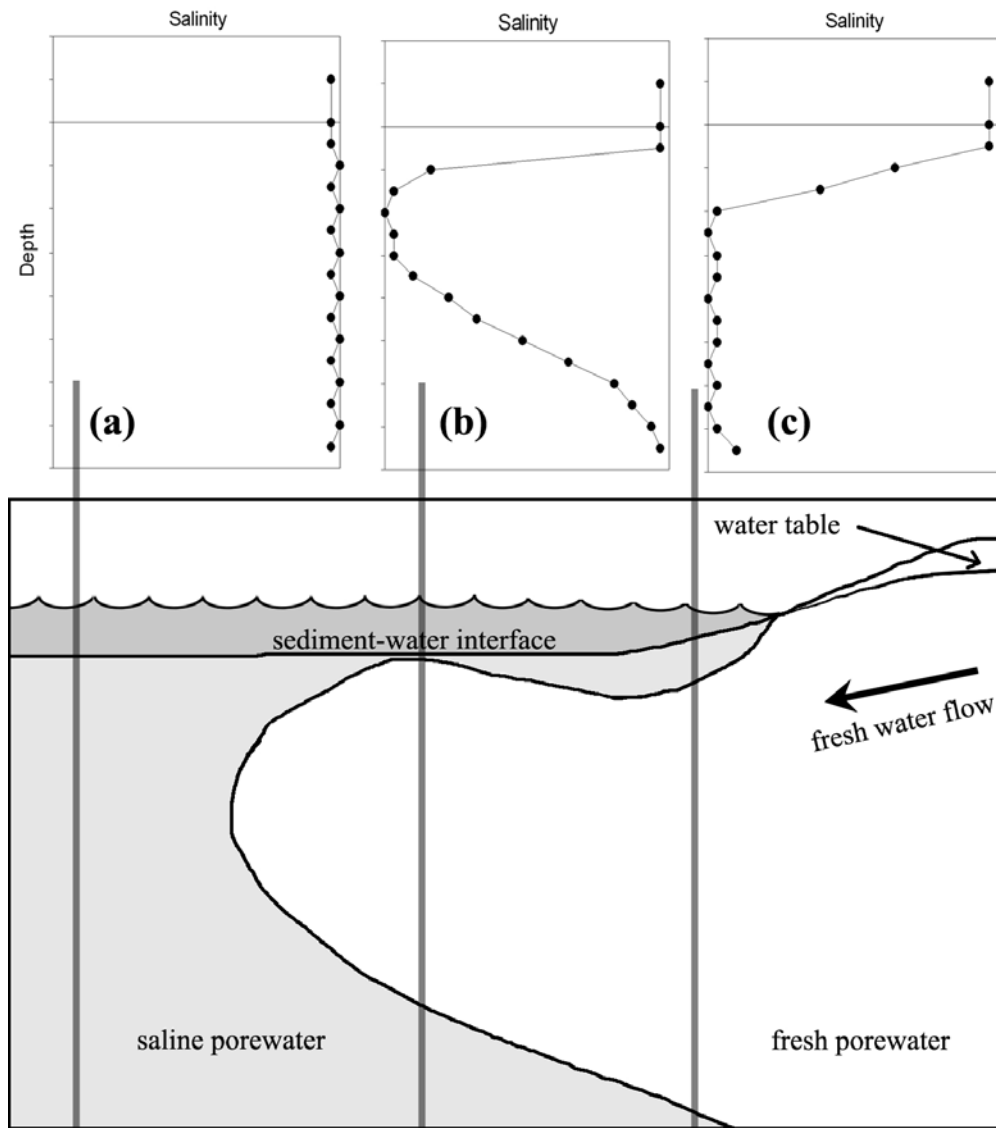 Salinity
Salinity
Salinity
Depth
(a)
(b)
(c)
water table
sediment-water interface
fresh water flow
saline porewater
fresh porewater